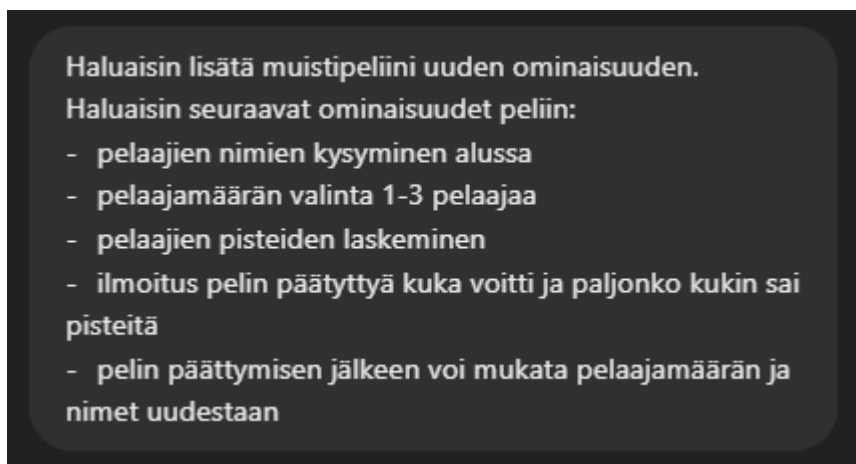 Haluaisin lisätä muistipeliini uuden ominaisuuden.
Haluaisin seuraavat ominaisuudet peliin:
- pelaajien nimien kysyminen alussa
- pelaajamäärän valinta 1-3 pelaajaa
- pelaajien pisteiden laskeminen
- ilmoitus pelin päätyttyä kuka voitti ja paljonko kukin sai
pisteitä
- pelin päättymisen jälkeen voi mukata pelaajamäärän ja
nimet uudestaan